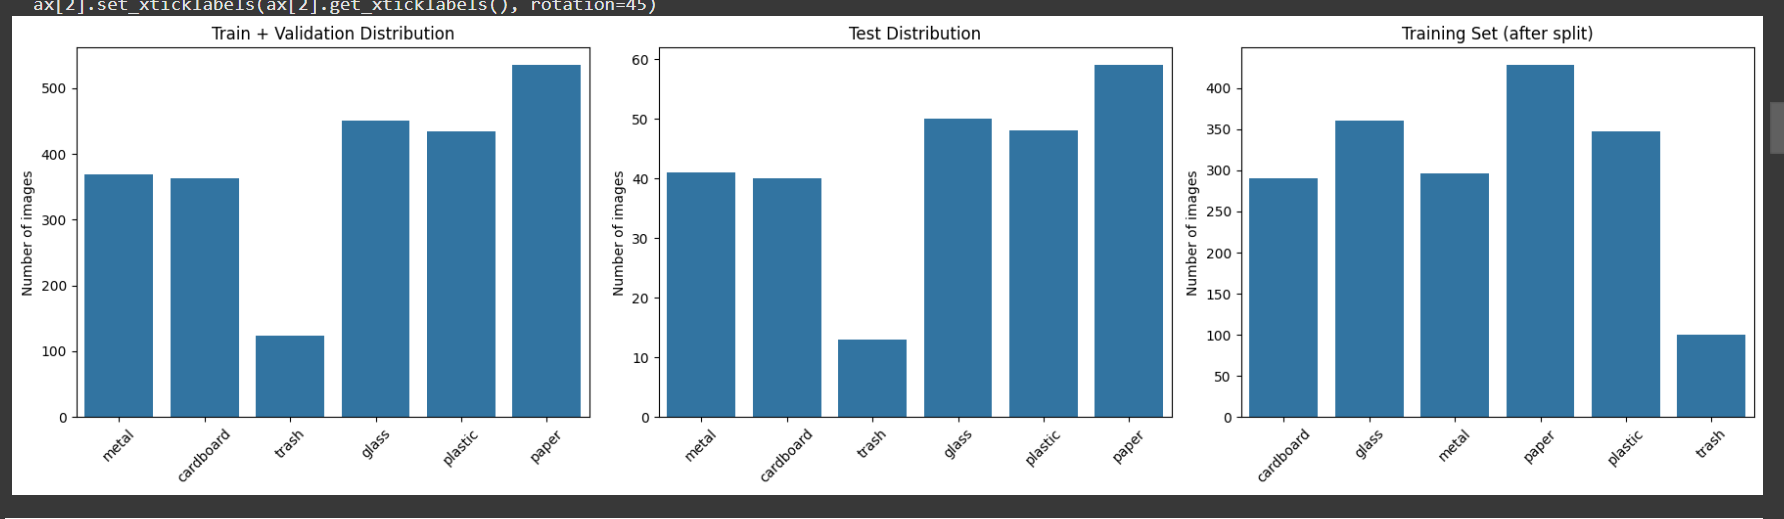 ax[2].set_xticklabels(ax[2].get_xticklabels(), rotation=45)
Train + Validation Distribution
Number of images
500
400
300
200
100
0
metal
cardboard
trash
glass
plastic
paper
Test Distribution
Number of images
60
50
40
30
20
10
0
metal
cardboard
trash
glass
plastic
paper
Training Set (after split)
Number of images
400
350
300
250
200
150
100
50
0
cardboard
glass
metal
paper
plastic
trash